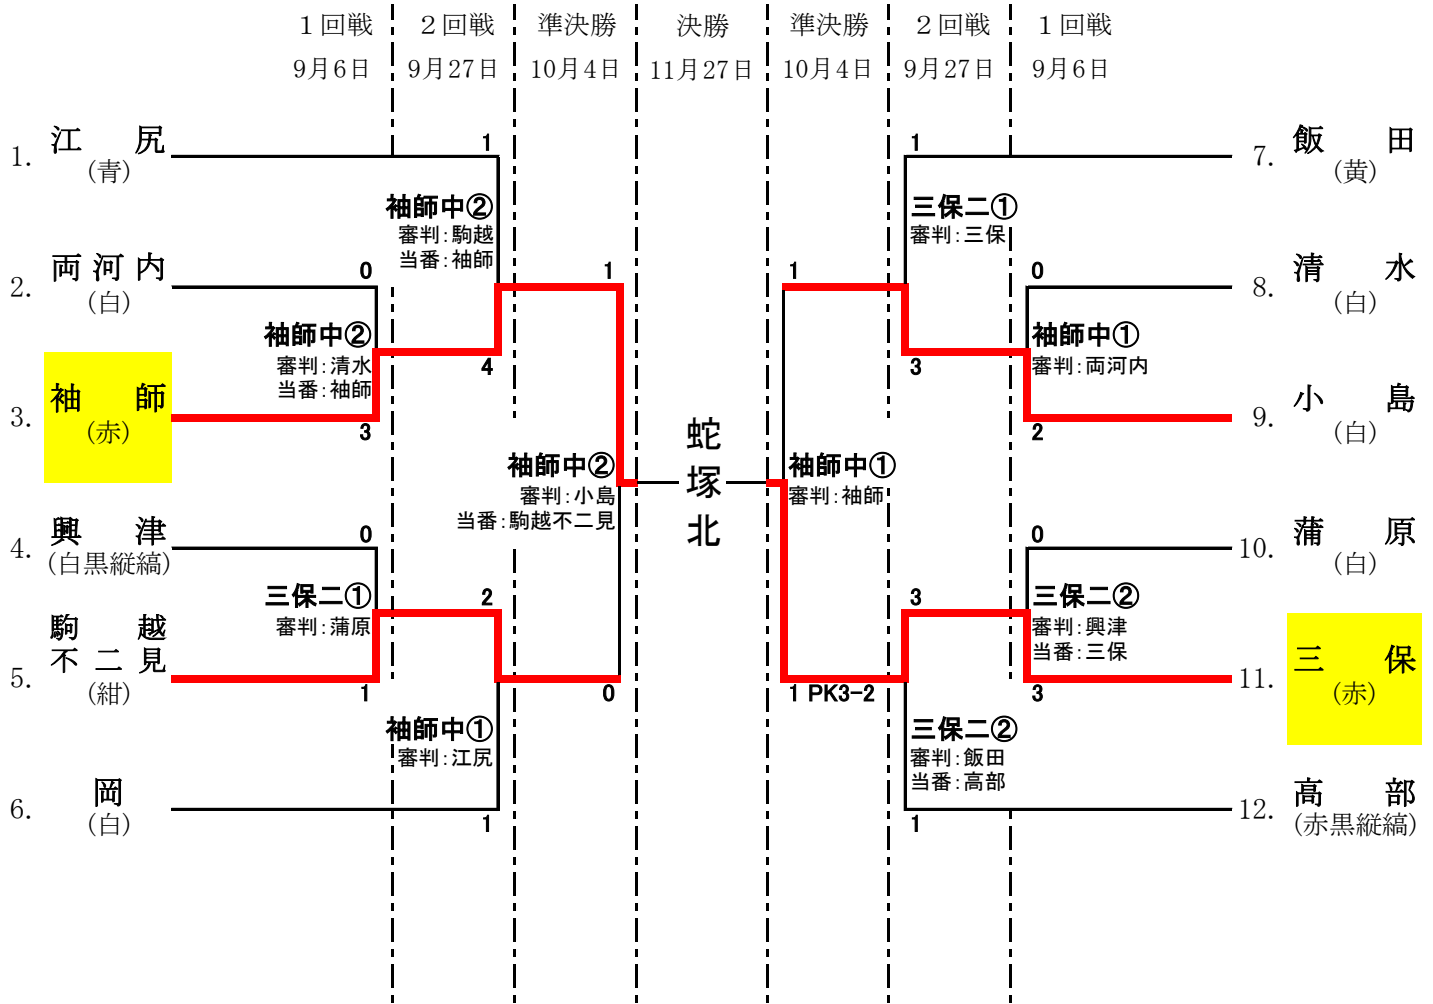 １回戦 ２回戦 準決勝 決勝 準決勝 ２回戦 １回戦
9月6日 9月27日 10月4日 11月27日 10月4日 9月27日 9月6日
1. 江尻
(青)
1
袖師中②
審判：駒越
当番：袖師
2. 両河内
(白)
0
袖師中②
審判：清水
当番：袖師
4
1
3. 袖師
(赤)
3
袖師中②
審判：小島
当番：駒越不二見
4. 興津
(白黒縦縞)
0
三保二①
審判：蒲原
2
5. 駒越
不二見
(紺)
1
0
袖師中①
審判：江尻
6. 岡
(白)
1
蛇塚北
1
7. 飯田
(黄)
三保二①
審判：三保
1
0
8. 清水
(白)
袖師中①
審判：両河内
3
2
9. 小島
(白)
袖師中①
審判：袖師
0
10. 蒲原
(白)
3
三保二②
審判：興津
当番：三保
11. 三保
(赤)
1 PK3-2
3
三保二②
審判：飯田
当番：高部
12. 高部
(赤黒縦縞)
1